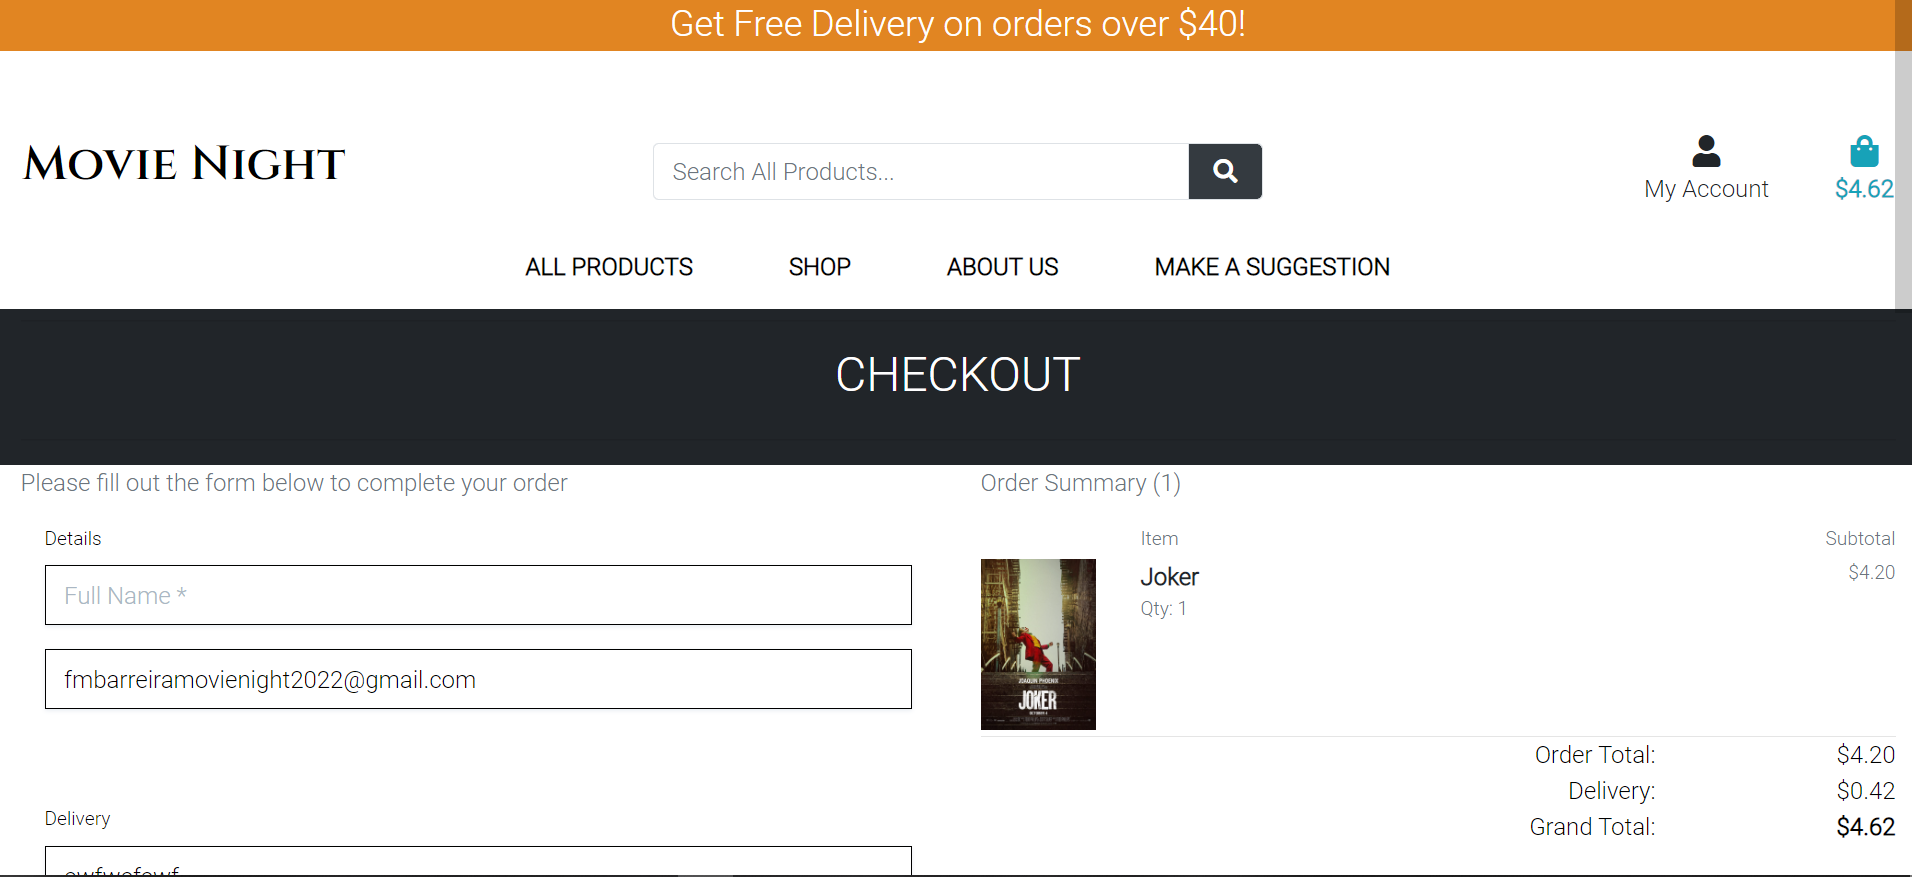 Get Free Delivery on orders over $40!
MOVIE NIGHT
Search All Products...
My Account
$4.62
ALL PRODUCTS
SHOP
ABOUT US
MAKE A SUGGESTION
CHECKOUT
Please fill out the form below to complete your order
Details
Full Name *
fmbarreiramovienight2022@gmail.com
Delivery
Order Summary (1)
Item
Subtotal
Joker
$4.20
Qty: 1
JOAQUIN PHOENIX
JOKER
Order Total: $4.20
Delivery: $0.42
Grand Total: $4.62